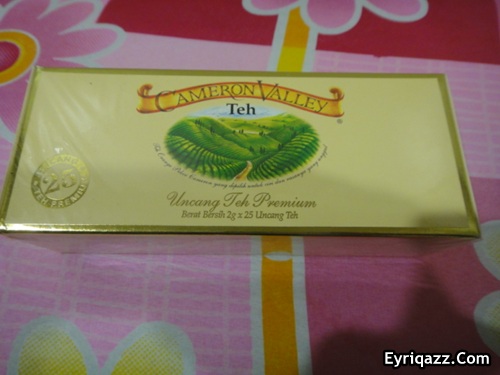 CAMERON VALLEY
®
Teh
25
Uncang Teh Premium
Berat Bersih 2g x 25 Uncang Teh
Eyriqazz.Com